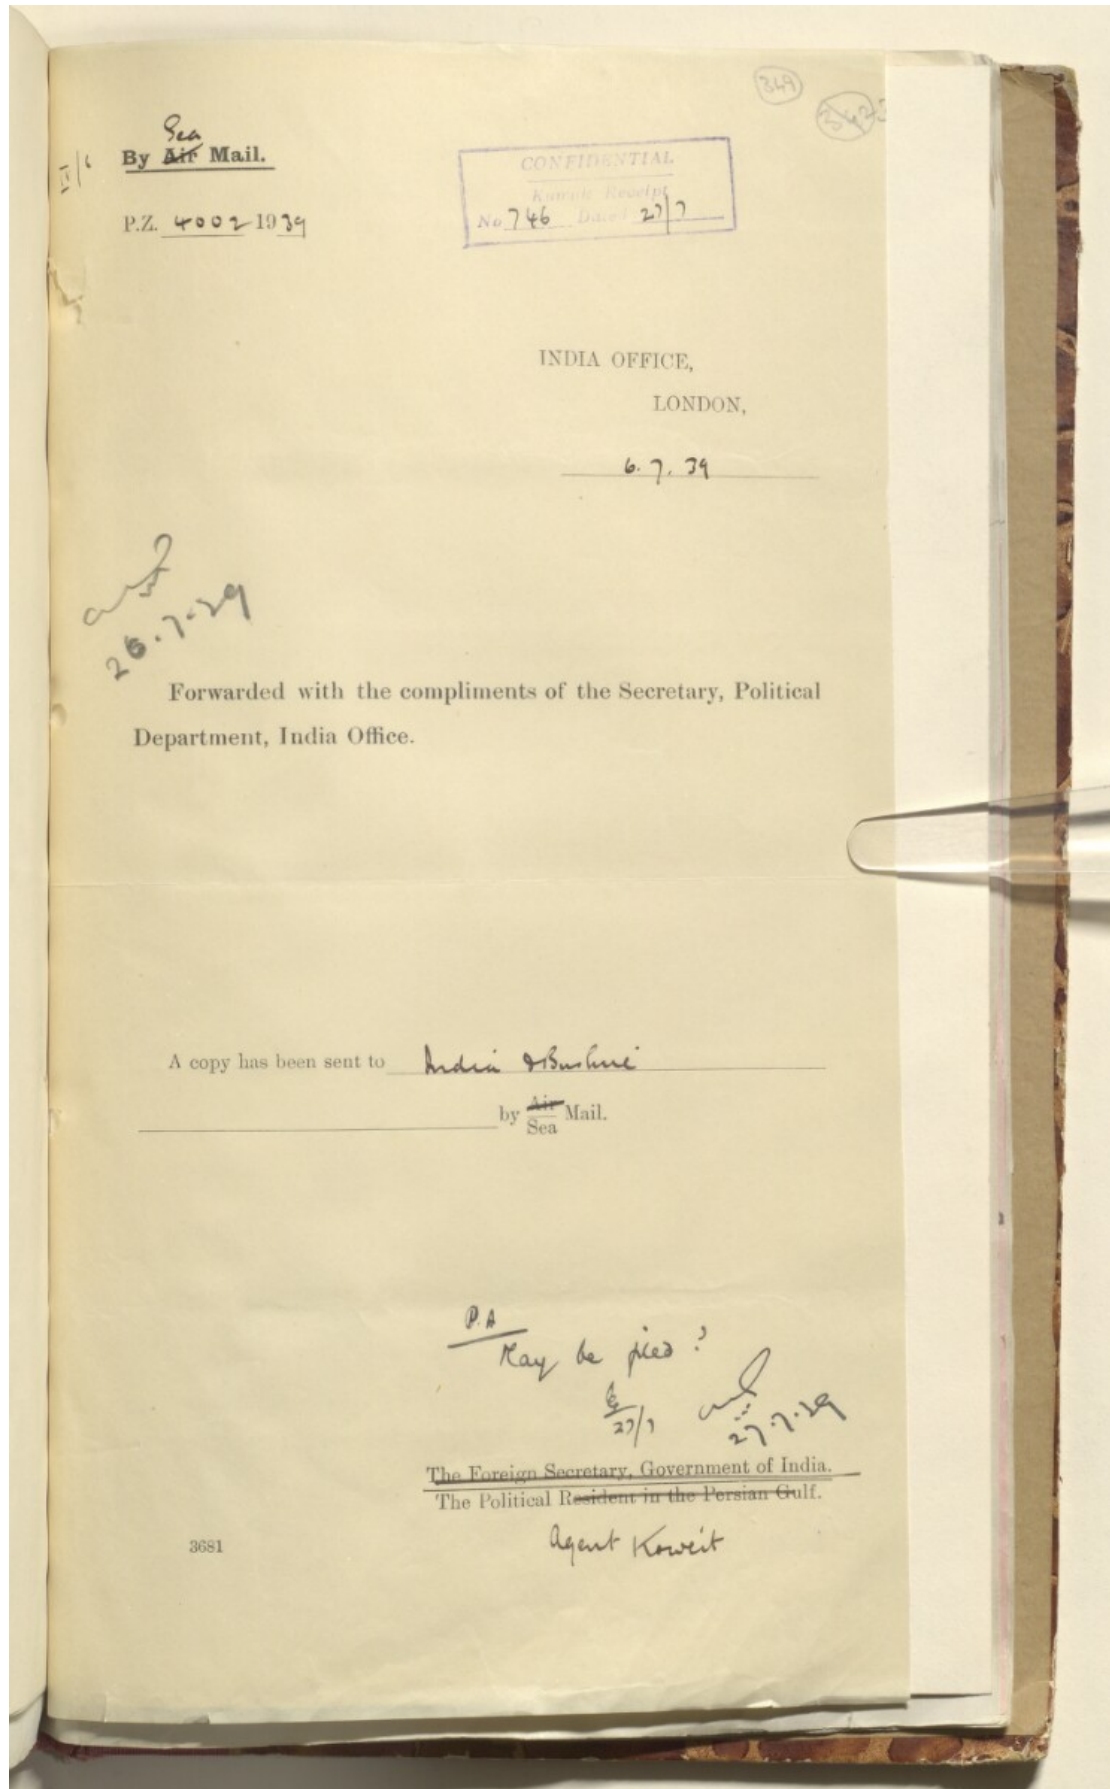 349
Sea
By Air Mail.
P.Z. 4002 1939
CONFIDENTIAL
Kuwait Receipt
No 746 Dated 27/7
INDIA OFFICE,
LONDON,
6.7.39
26.7.39
Forwarded with the compliments of the Secretary, Political
Department, India Office.
A copy has been sent to India & Bushire
by Air Mail.
Sea
P.A
May be filed?
27/7
27.7.39
The Foreign Secretary, Government of India.
The Political Resident in the Persian Gulf.
Agent Koweit
3681